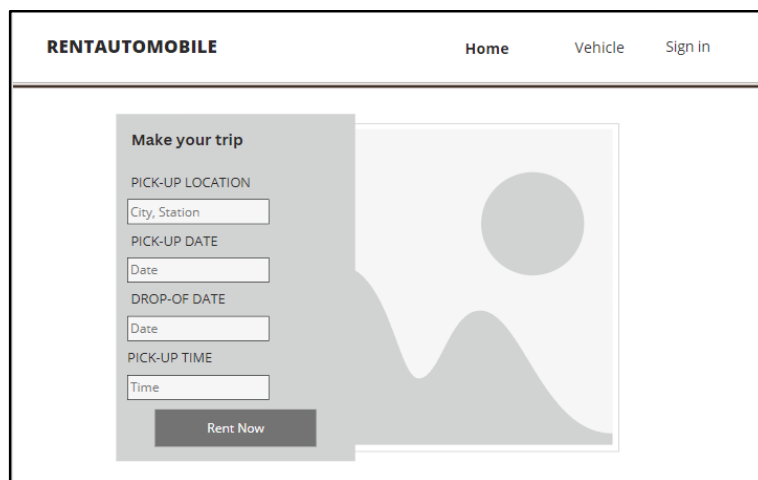 RENTAUTOMOBILE Home Vehicle Sign in
Make your trip
PICK-UP LOCATION
City, Station
PICK-UP DATE
Date
DROP-OF DATE
Date
PICK-UP TIME
Time
Rent Now